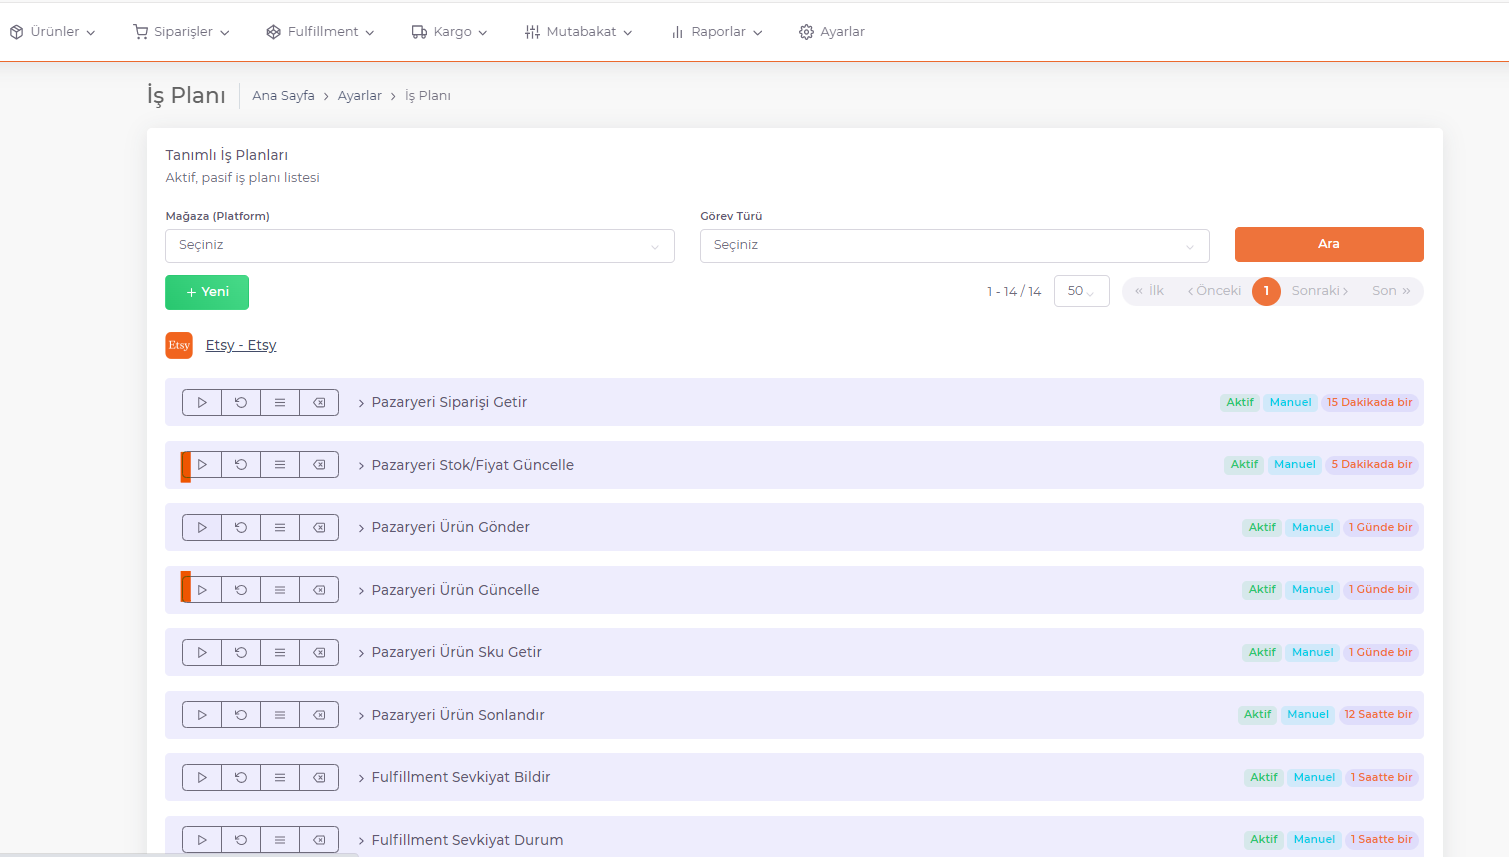 Ürünler Siparişler Fulfillment Kargo Mutabakat Raporlar Ayarlar
İş Planı Ana Sayfa > Ayarlar > İş Planı
Tanımlı İş Planları
Aktif, pasif iş planı listesi
Mağaza (Platform) Görev Türü
Seçiniz Seçiniz Ara
+ Yeni 1 - 14 / 14 50 « İlk < Önceki 1 Sonraki > Son »
Etsy Etsy - Etsy
> Pazaryeri Siparişi Getir Aktif Manuel 15 Dakikada bir
> Pazaryeri Stok/Fiyat Güncelle Aktif Manuel 5 Dakikada bir
> Pazaryeri Ürün Gönder Aktif Manuel 1 Günde bir
> Pazaryeri Ürün Güncelle Aktif Manuel 1 Günde bir
> Pazaryeri Ürün Sku Getir Aktif Manuel 1 Günde bir
> Pazaryeri Ürün Sonlandır Aktif Manuel 12 Saatte bir
> Fulfillment Sevkiyat Bildir Aktif Manuel 1 Saatte bir
> Fulfillment Sevkiyat Durum Aktif Manuel 1 Saatte bir